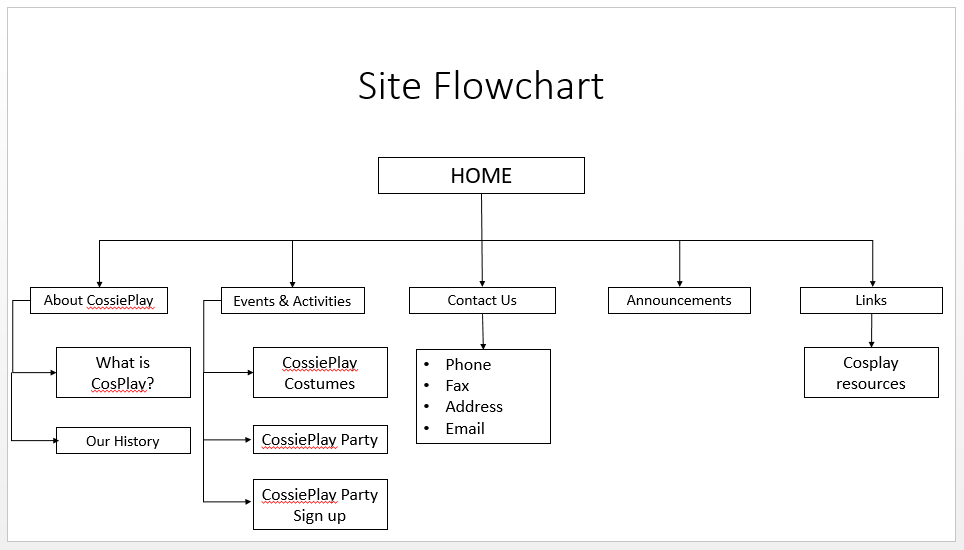 Site Flowchart
HOME
About CossiePlay
Events & Activities
Contact Us
Announcements
Links
What is
CosPlay?
Our History
CossiePlay
Costumes
CossiePlay Party
CossiePlay Party
Sign up
• Phone
• Fax
• Address
• Email
Cosplay
resources